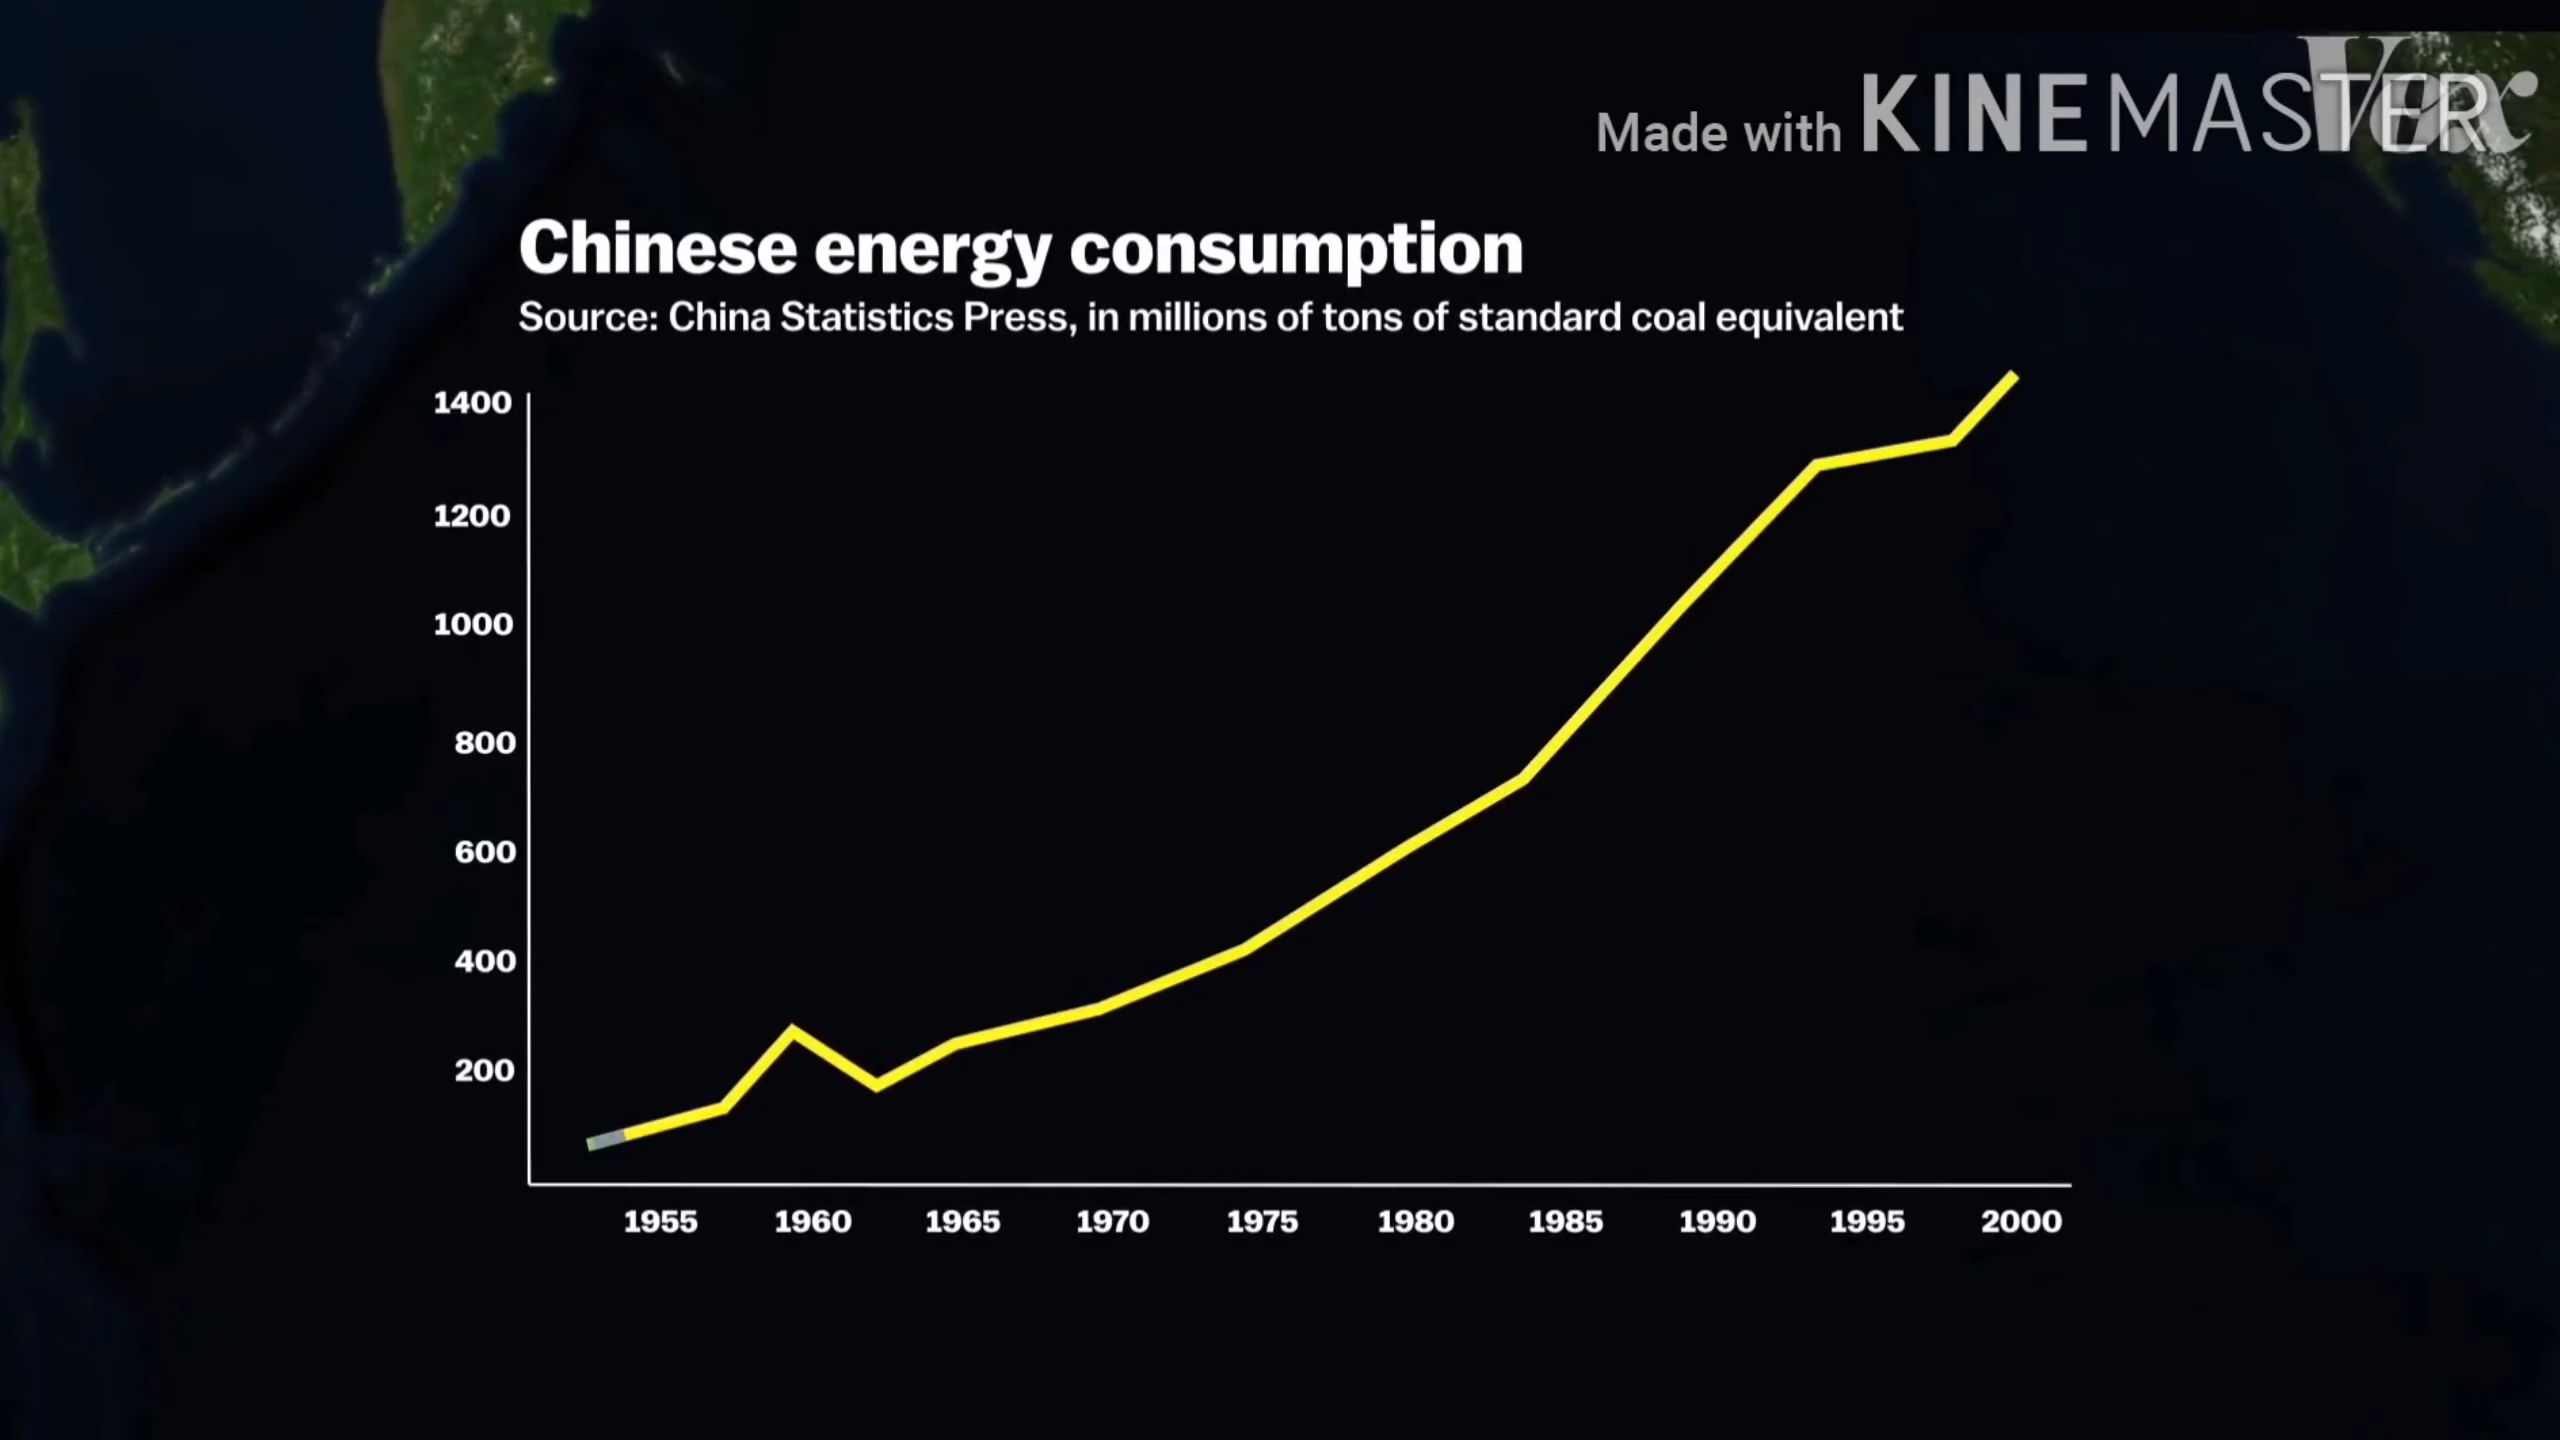 Vox
Made with KINEMASTER
Chinese energy consumption
Source: China Statistics Press, in millions of tons of standard coal equivalent
1400
1200
1000
800
600
400
200
1955 1960 1965 1970 1975 1980 1985 1990 1995 2000